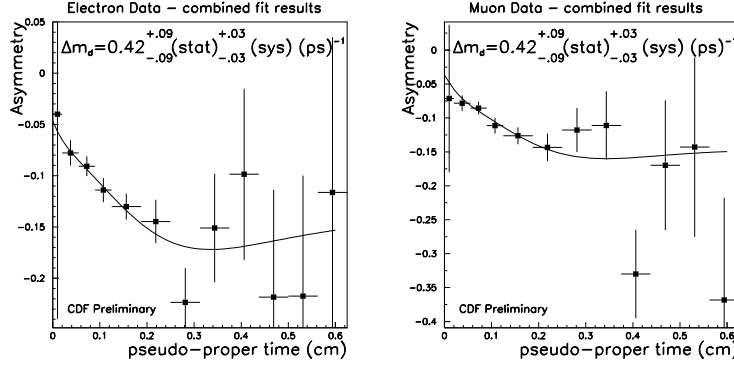 Electron Data – combined fit results
Asymmetry
Δm_d=0.42 +.09 −.09 (stat) +.03 −.03 (sys) (ps)^−1
0.05
0
−0.05
−0.1
−0.15
−0.2
CDF Preliminary
0 0.1 0.2 0.3 0.4 0.5 0.6
pseudo−proper time (cm)
Muon Data – combined fit results
Asymmetry
Δm_d=0.42 +.09 −.09 (stat) +.03 −.03 (sys) (ps)^−1
0
−0.05
−0.1
−0.15
−0.2
−0.25
−0.3
−0.35
−0.4
CDF Preliminary
0 0.1 0.2 0.3 0.4 0.5 0.6
pseudo−proper time (cm)